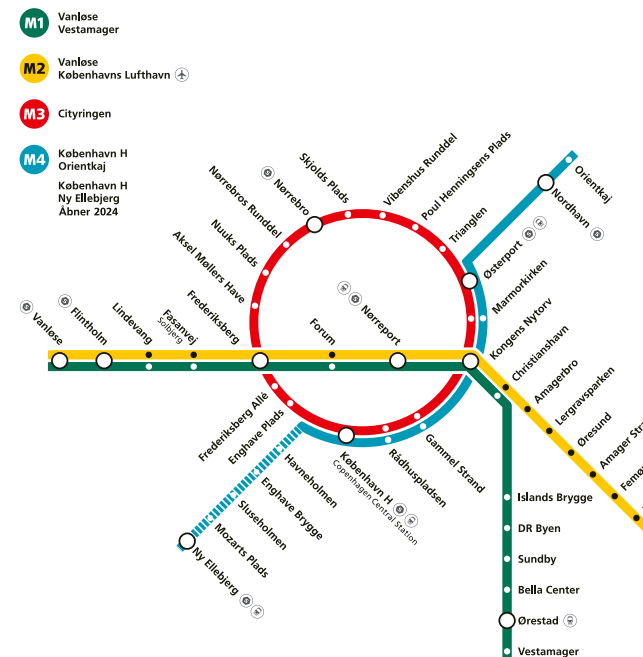 M1
Vanløse
Vestamager
M2
Vanløse
Københavns Lufthavn
M3
Cityringen
M4
København H
Orientkaj
København H
Ny Ellebjerg
Åbner 2024
Vanløse
Flintholm
Lindevang
Fasanvej
Solbjerg
Frederiksberg
Aksel Møllers Have
Nuuks Plads
Nørrebros Runddel
Nørrebro
Skjolds Plads
Vibenshus Runddel
Poul Henningsens Plads
Trianglen
Østerport
Nordhavn
Orientkaj
Marmorkirken
Kongens Nytorv
Forum
Nørreport
Christianshavn
Amagerbro
Lergravsparken
Øresund
Amager Str
Femø
Frederiksberg Allé
Enghave Plads
København H
Copenhagen Central Station
Rådhuspladsen
Gammel Strand
Havneholmen
Enghave Brygge
Sluseholmen
Mozarts Plads
Ny Ellebjerg
Islands Brygge
DR Byen
Sundby
Bella Center
Ørestad
Vestamager